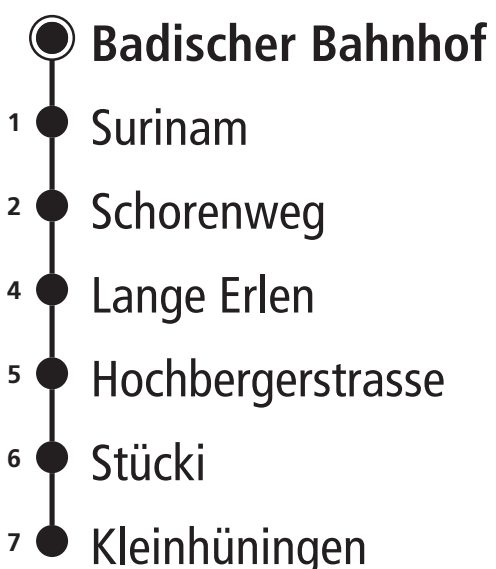 Badischer Bahnhof
1 Surinam
2 Schorenweg
4 Lange Erlen
5 Hochbergerstrasse
6 Stücki
7 Kleinhüningen